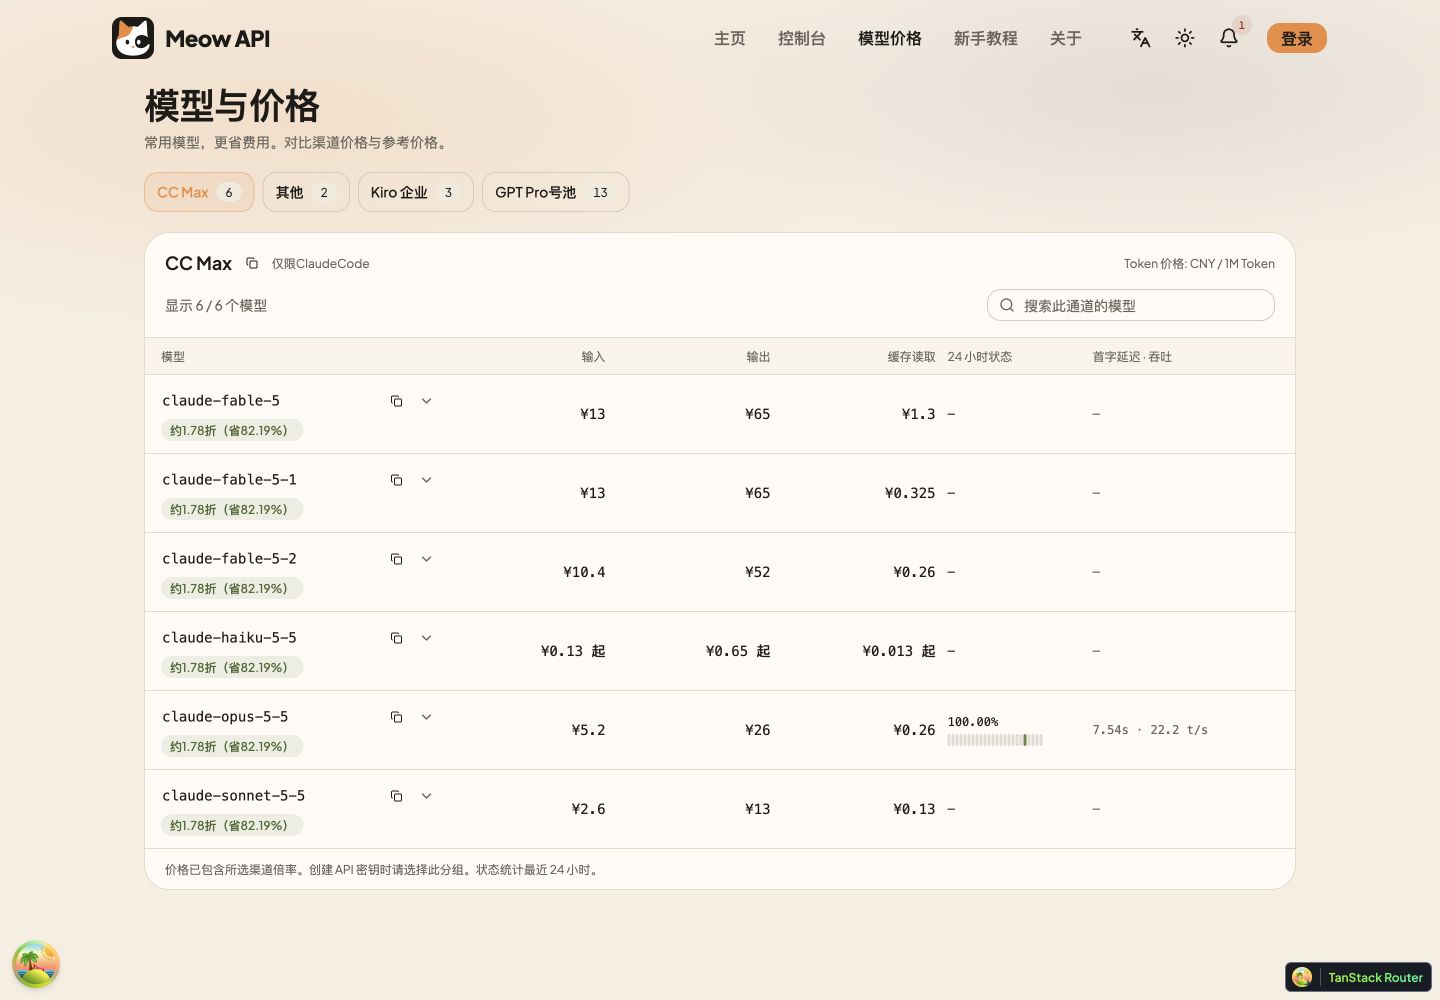 Meow API
主页
控制台
模型价格
新手教程
关于
1
登录
模型与价格
常用模型，更省费用。对比渠道价格与参考价格。
CC Max 6
其他 2
Kiro 企业 3
GPT Pro号池 13
CC Max 仅限ClaudeCode
Token 价格: CNY / 1M Token
显示 6 / 6 个模型
搜索此通道的模型
模型 输入 输出 缓存读取 24 小时状态 首字延迟 · 吞吐
claude-fable-5
约1.78折（省82.19%）
¥13 ¥65 ¥1.3 – –
claude-fable-5-1
约1.78折（省82.19%）
¥13 ¥65 ¥0.325 – –
claude-fable-5-2
约1.78折（省82.19%）
¥10.4 ¥52 ¥0.26 – –
claude-haiku-5-5
约1.78折（省82.19%）
¥0.13 起 ¥0.65 起 ¥0.013 起 – –
claude-opus-5-5
约1.78折（省82.19%）
¥5.2 ¥26 ¥0.26 100.00% 7.54s · 22.2 t/s
claude-sonnet-5-5
约1.78折（省82.19%）
¥2.6 ¥13 ¥0.13 – –
价格已包含所选渠道倍率。创建 API 密钥时请选择此分组。状态统计最近 24 小时。
TanStack Router